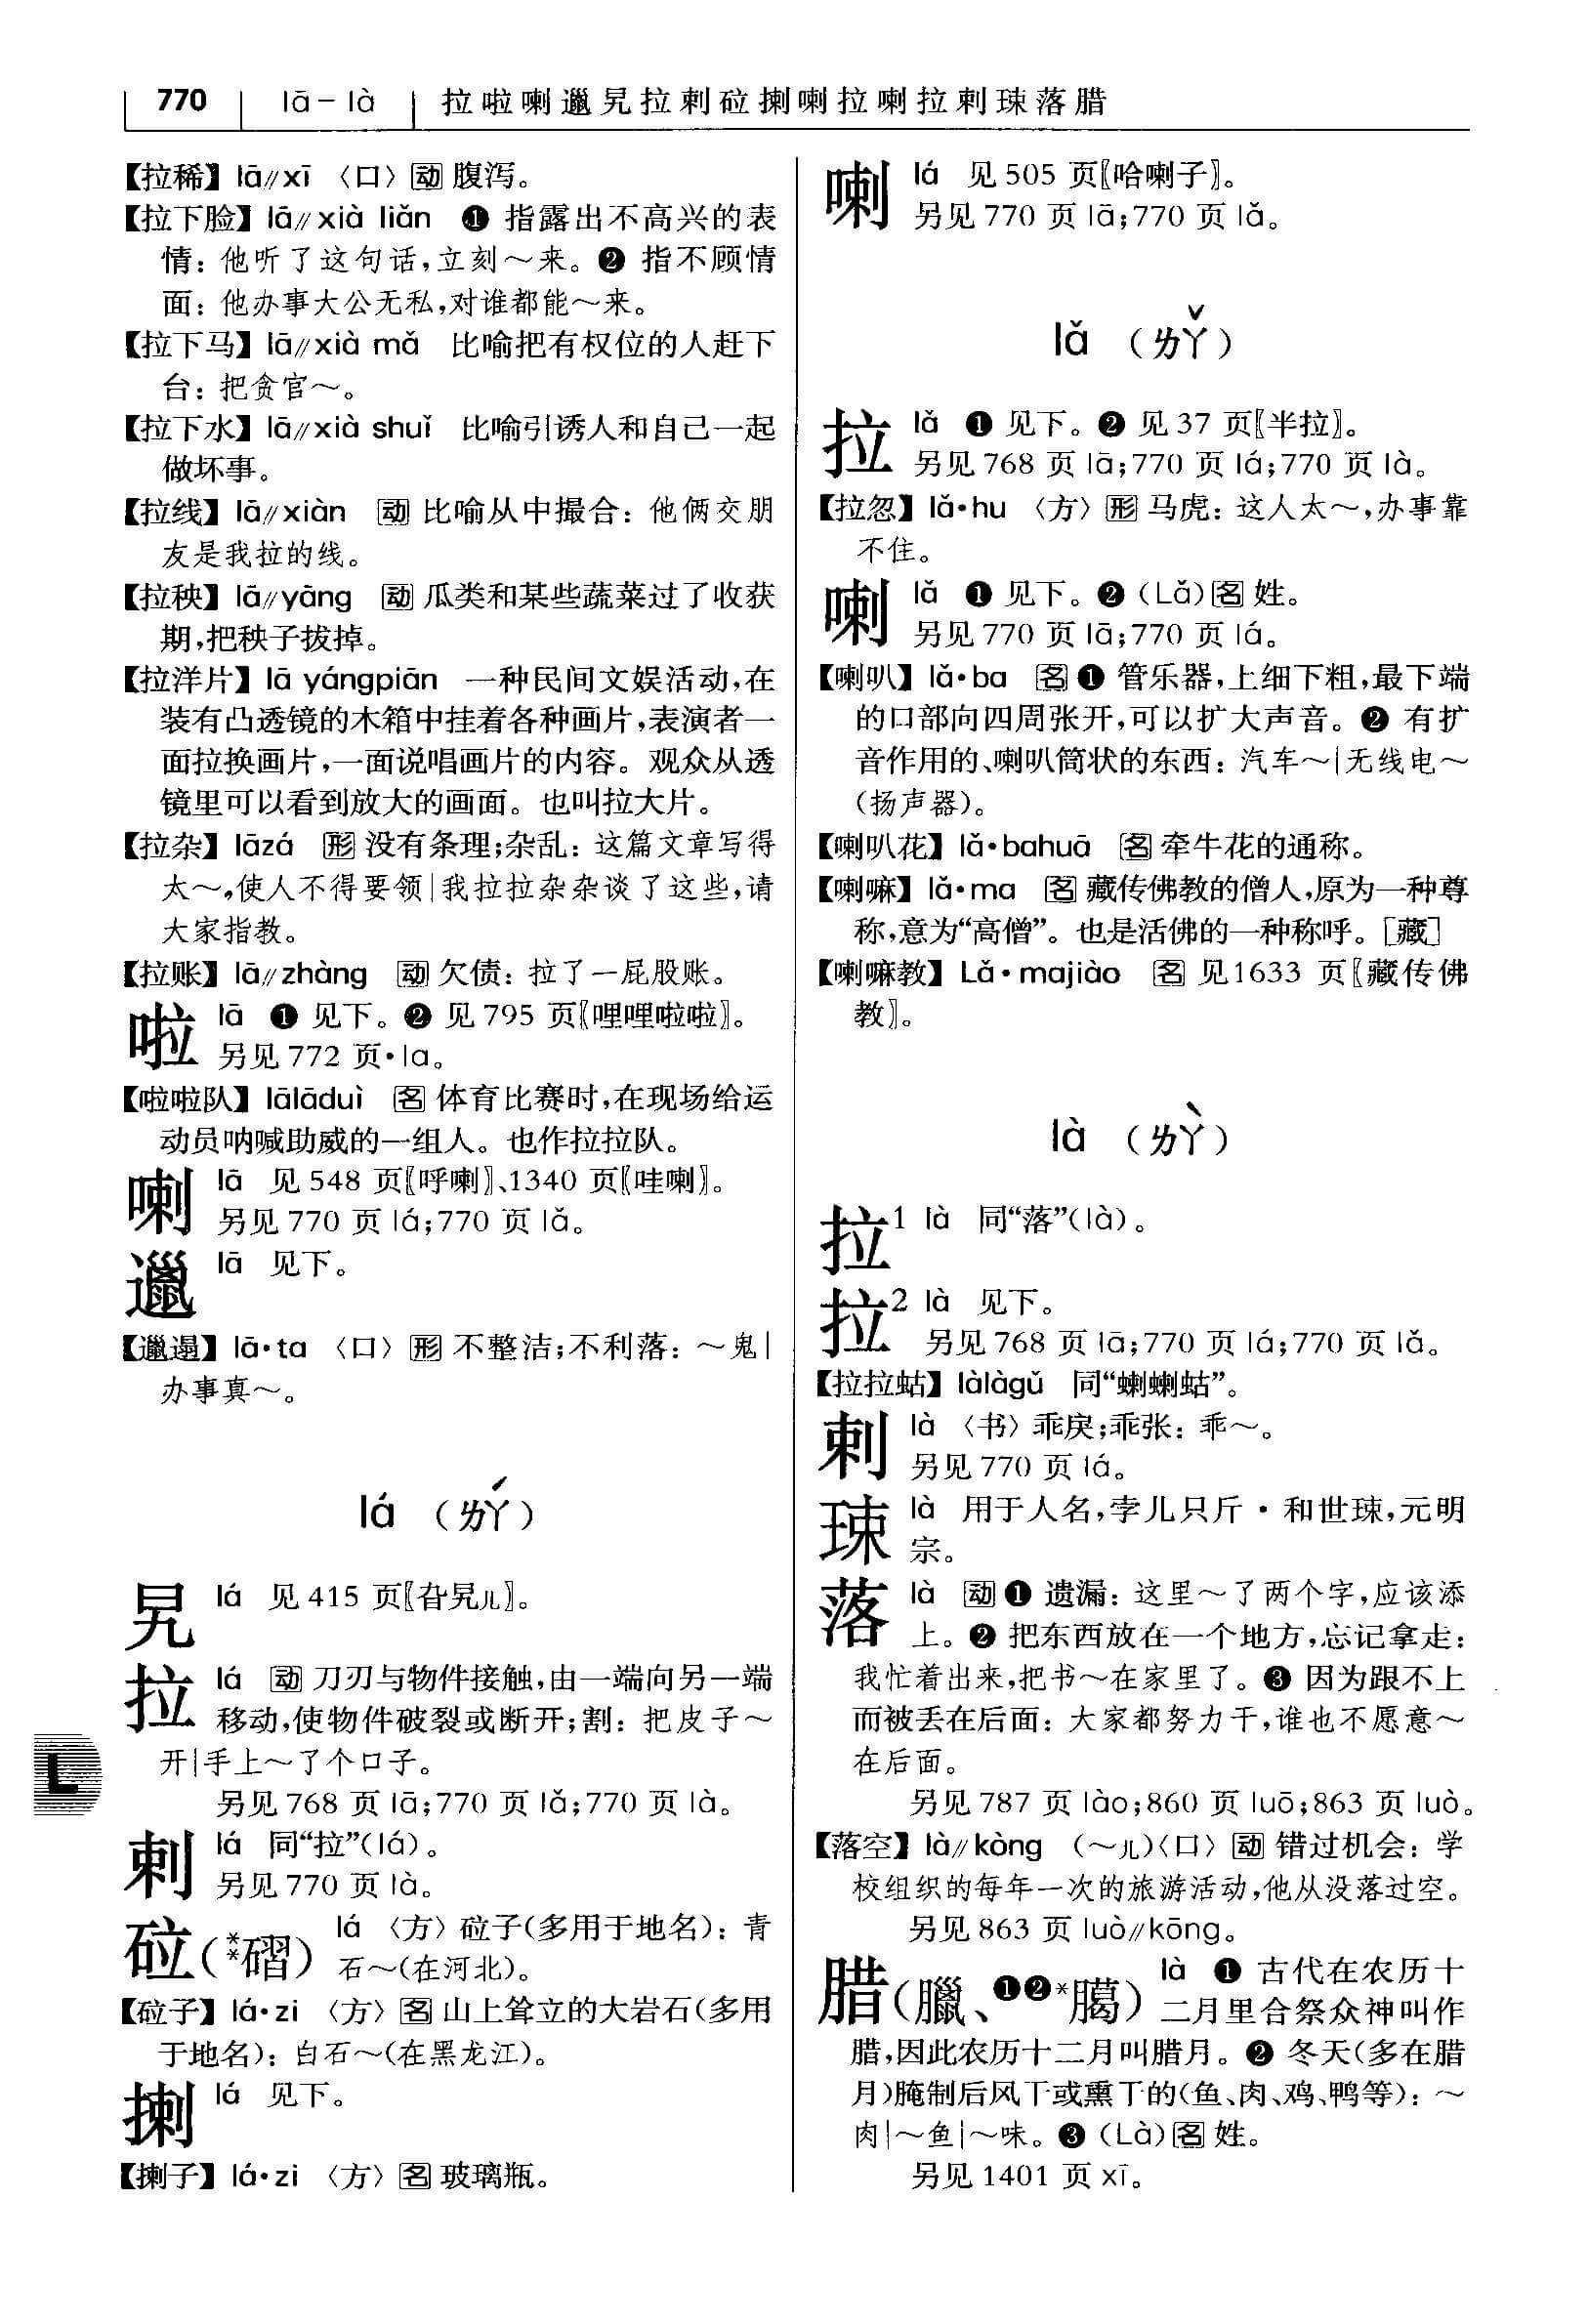 770 lā－là 拉啦喇邋旯拉剌砬揦喇拉喇拉剌瑓落腊
【拉稀】lā∥xī 〈口〉动 腹泻。
【拉下脸】lā∥xià liǎn ❶ 指露出不高兴的表
情：他听了这句话，立刻～来。❷ 指不顾情
面：他办事大公无私，对谁都能～来。
【拉下马】lā∥xià mǎ 比喻把有权位的人赶下
台：把贪官～。
【拉下水】lā∥xià shuǐ 比喻引诱人和自己一起
做坏事。
【拉线】lā∥xiàn 动 比喻从中撮合：他俩交朋
友是我拉的线。
【拉秧】lā∥yāng 动 瓜类和某些蔬菜过了收获
期，把秧子拔掉。
【拉洋片】lā yángpiān 一种民间文娱活动，在
装有凸透镜的木箱中挂着各种画片，表演者一
面拉换画片，一面说唱画片的内容。观众从透
镜里可以看到放大的画面。也叫拉大片。
【拉杂】lāzá 形 没有条理；杂乱：这篇文章写得
太～，使人不得要领｜我拉拉杂杂谈了这些，请
大家指教。
【拉账】lā∥zhàng 动 欠债：拉了一屁股账。
啦 lā ❶ 见下。❷ 见 795 页〖哩哩啦啦〗。
另见 772 页·la。
【啦啦队】lālāduì 名 体育比赛时，在现场给运
动员呐喊助威的一组人。也作拉拉队。
喇 lā 见 548 页〖呼喇〗、1340 页〖哇喇〗。
另见 770 页 lá；770 页 lǎ。
邋 lā 见下。
【邋遢】lā·ta 〈口〉形 不整洁；不利落：～鬼｜
办事真～。
lá （ㄌㄚˊ）
旯 lá 见 415 页〖旮旯儿〗。
拉 lá 动 刀刃与物件接触，由一端向另一端
移动，使物件破裂或断开；割：把皮子～
开｜手上～了个口子。
另见 768 页 lā；770 页 lǎ；770 页 là。
剌 lá 同“拉”（lá）。
另见 770 页 là。
砬（**磖） lá 〈方〉砬子（多用于地名）：青
石～（在河北）。
【砬子】lá·zi 〈方〉名 山上耸立的大岩石（多用
于地名）：白石～（在黑龙江）。
揦 lá 见下。
【揦子】lá·zi 〈方〉名 玻璃瓶。
喇 lá 见 505 页〖哈喇子〗。
另见 770 页 lā；770 页 lǎ。
lǎ （ㄌㄚˇ）
拉 lǎ ❶ 见下。❷ 见 37 页〖半拉〗。
另见 768 页 lā；770 页 lá；770 页 là。
【拉忽】lǎ·hu 〈方〉形 马虎：这人太～，办事靠
不住。
喇 lǎ ❶ 见下。❷（Lǎ）名 姓。
另见 770 页 lā；770 页 lá。
【喇叭】lǎ·ba 名 ❶ 管乐器，上细下粗，最下端
的口部向四周张开，可以扩大声音。❷ 有扩
音作用的、喇叭筒状的东西：汽车～｜无线电～
（扬声器）。
【喇叭花】lǎ·bahuā 名 牵牛花的通称。
【喇嘛】lǎ·ma 名 藏传佛教的僧人，原为一种尊
称，意为“高僧”。也是活佛的一种称呼。［藏］
【喇嘛教】Lǎ·majiào 名 见1633 页〖藏传佛
教〗。
là （ㄌㄚˋ）
拉1 là 同“落”（là）。
拉2 là 见下。
另见 768 页 lā；770 页 lá；770 页 lǎ。
【拉拉蛄】làlàgǔ 同“蝲蝲蛄”。
剌 là 〈书〉乖戾；乖张：乖～。
另见 770 页 lá。
瑓 là 用于人名，孛儿只斤·和世瑓，元明
宗。
落 là 动 ❶ 遗漏：这里～了两个字，应该添
上。❷ 把东西放在一个地方，忘记拿走：
我忙着出来，把书～在家里了。❸ 因为跟不上
而被丢在后面：大家都努力干，谁也不愿意～
在后面。
另见 787 页 lào；860 页 luō；863 页 luò。
【落空】là∥kòng （～儿）〈口〉动 错过机会：学
校组织的每年一次的旅游活动，他从没落过空。
另见 863 页 luò∥kōng。
腊（臘、❶❷*臈） là ❶ 古代在农历十
二月里合祭众神叫作
腊，因此农历十二月叫腊月。❷ 冬天（多在腊
月）腌制后风干或熏干的（鱼、肉、鸡、鸭等）：～
肉｜～鱼｜～味。❸（Là）名 姓。
另见 1401 页 xī。
L